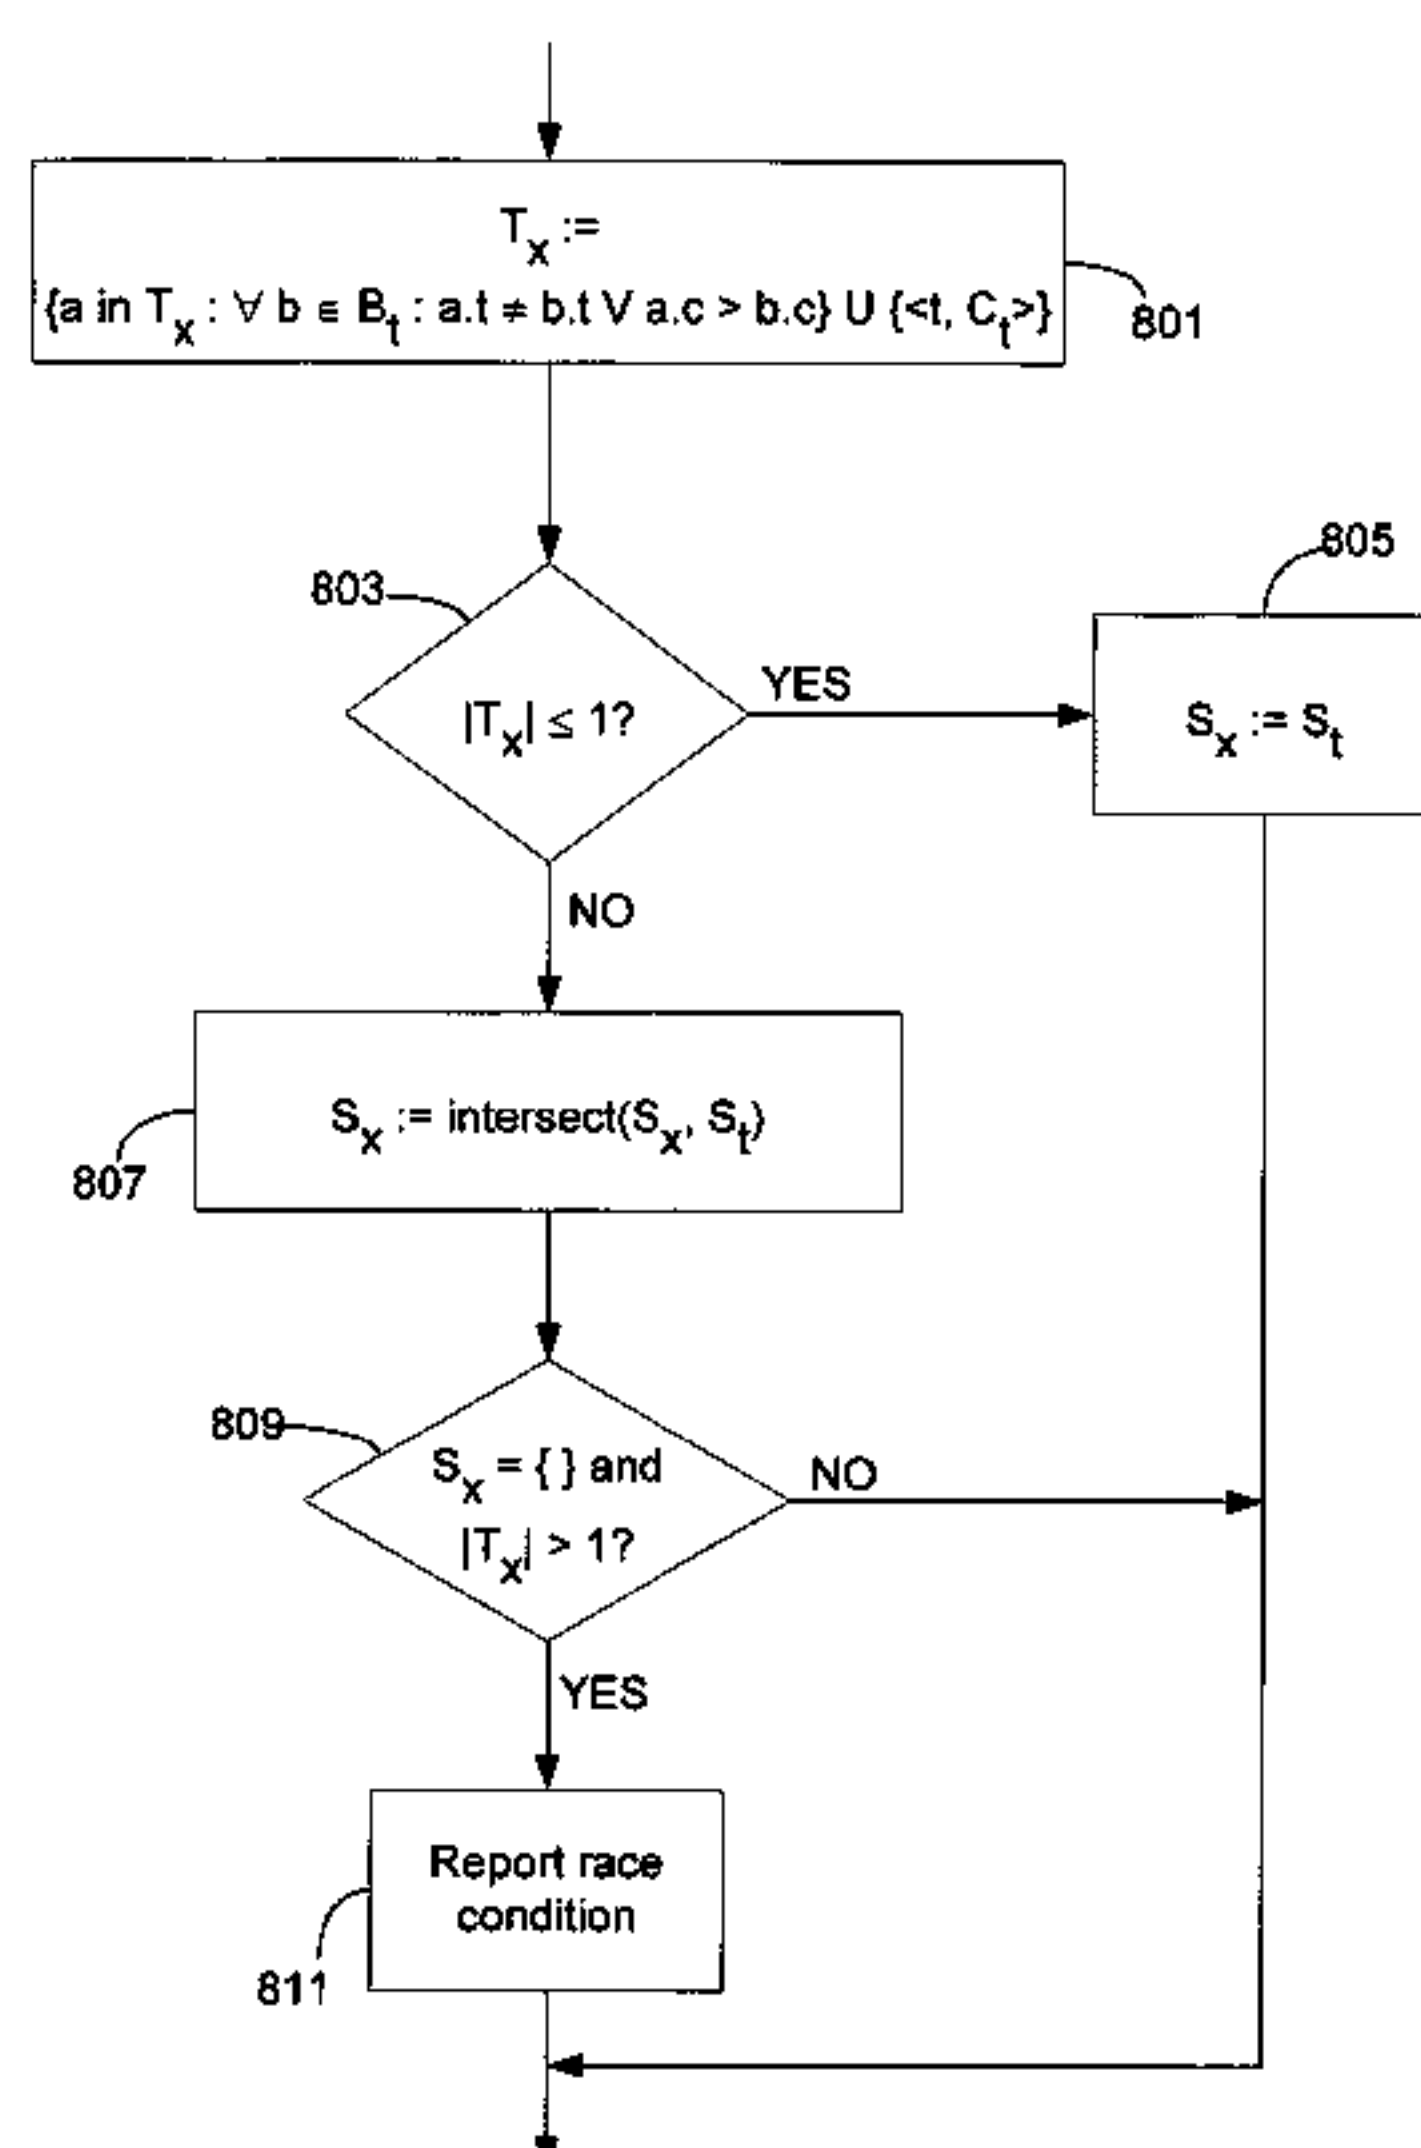 Tx :=
{a in Tx : ∀ b ∈ Bt : a.t ≠ b.t V a.c > b.c} U {<t, Ct>}
801
805
803
YES
|Tx| ≤ 1?
Sx := St
NO
Sx := intersect(Sx, St)
807
809
Sx = { } and
|Tx| > 1?
NO
YES
Report race
condition
811